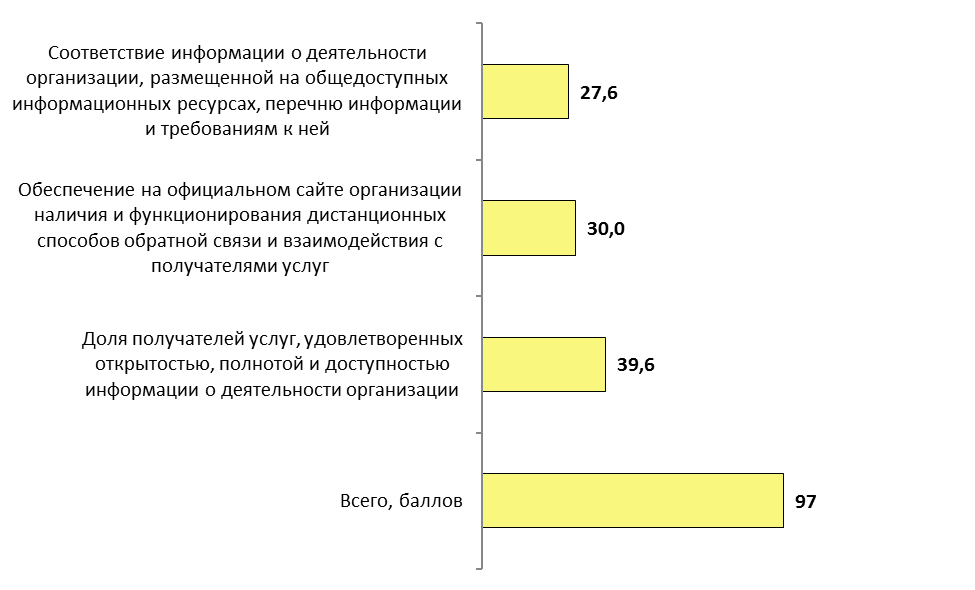 Соответствие информации о деятельности
организации, размещенной на общедоступных
информационных ресурсах, перечню информации
и требованиям к ней
27,6
Обеспечение на официальном сайте организации
наличия и функционирования дистанционных
способов обратной связи и взаимодействия с
получателями услуг
30,0
Доля получателей услуг, удовлетворенных
открытостью, полнотой и доступностью
информации о деятельности организации
39,6
Всего, баллов
97